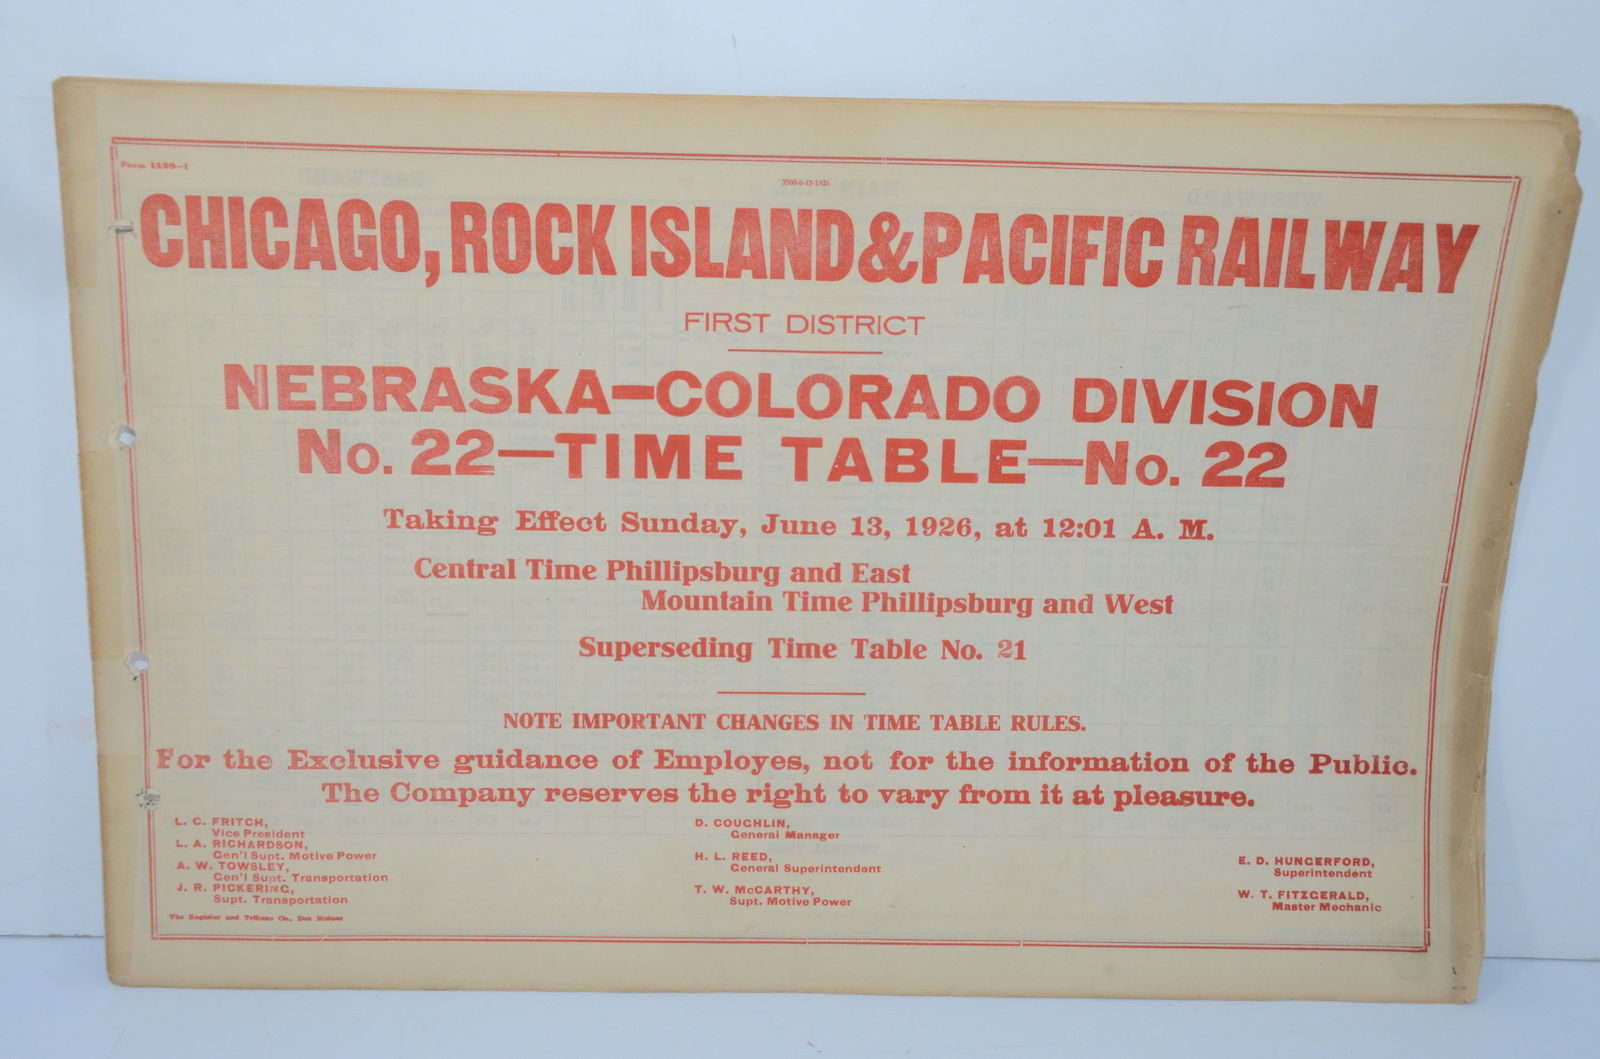 Form 1126—1
3500-6-11-1926
CHICAGO, ROCK ISLAND & PACIFIC RAILWAY
FIRST DISTRICT
NEBRASKA—COLORADO DIVISION
No. 22—TIME TABLE—No. 22
Taking Effect Sunday, June 13, 1926, at 12:01 A. M.
Central Time Phillipsburg and East
Mountain Time Phillipsburg and West
Superseding Time Table No. 21
NOTE IMPORTANT CHANGES IN TIME TABLE RULES.
For the Exclusive guidance of Employes, not for the information of the Public.
The Company reserves the right to vary from it at pleasure.
L. C. FRITCH,
Vice President
L. A. RICHARDSON,
Gen'l Supt. Motive Power
A. W. TOWSLEY,
Gen'l Supt. Transportation
J. R. PICKERING,
Supt. Transportation
The Register and Tribune Co., Des Moines
D. COUGHLIN,
General Manager
H. L. REED,
General Superintendent
T. W. McCARTHY,
Supt. Motive Power
E. D. HUNGERFORD,
Superintendent
W. T. FITZGERALD,
Master Mechanic